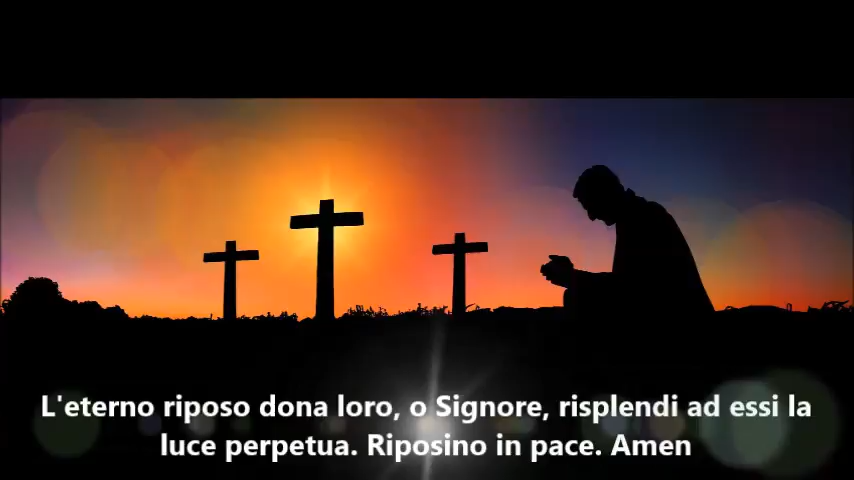 L'eterno riposo dona loro, o Signore, risplendi ad essi la
luce perpetua. Riposino in pace. Amen